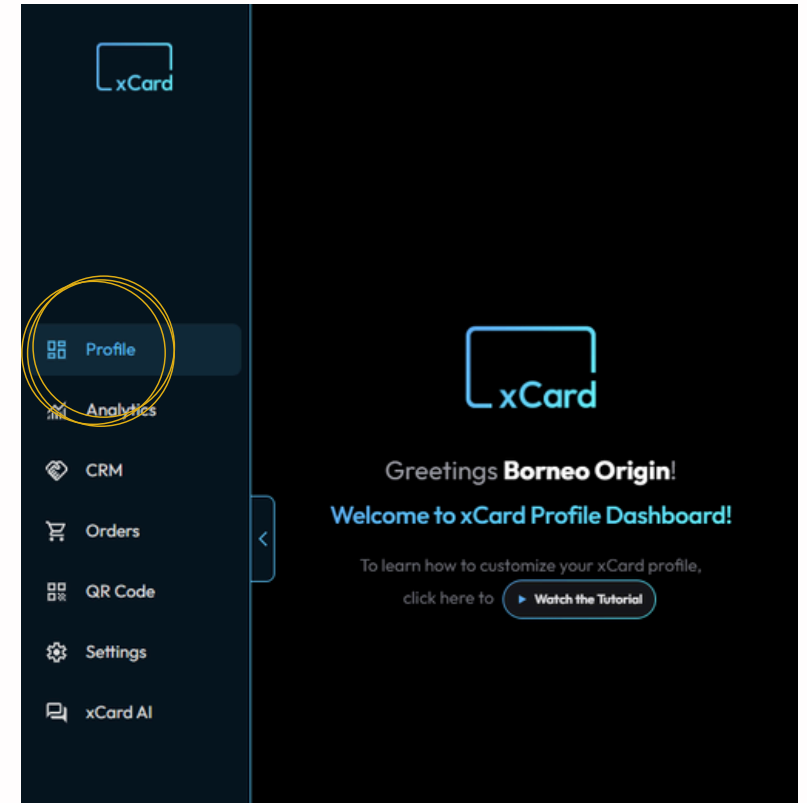 xCard
Profile
Analytics
CRM
Orders
QR Code
Settings
xCard AI
xCard
Greetings Borneo Origin!
Welcome to xCard Profile Dashboard!
To learn how to customize your xCard profile,
click here to Watch the Tutorial